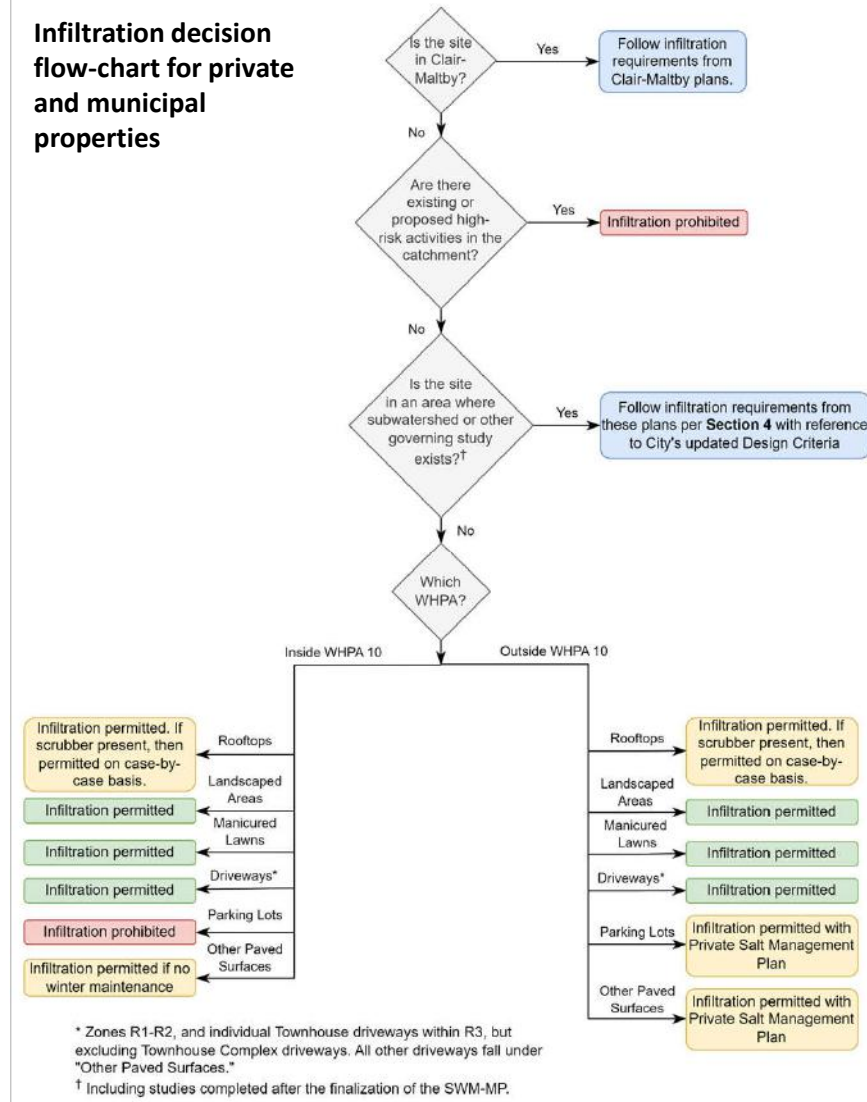 Infiltration decision
flow-chart for private
and municipal
properties
Is the site
in Clair-
Maltby?
Yes
Follow infiltration
requirements from
Clair-Maltby plans.
No
Are there
existing or
proposed high-
risk activities in the
catchment?
Yes
Infiltration prohibited
No
Is the site
in an area where
subwatershed or other
governing study
exists?†
Yes
Follow infiltration requirements from
these plans per Section 4 with reference
to City's updated Design Criteria
No
Which
WHPA?
Inside WHPA 10
Outside WHPA 10
Infiltration permitted. If
scrubber present, then
permitted on case-by-
case basis.
Rooftops
Landscaped
Areas
Infiltration permitted
Manicured
Lawns
Infiltration permitted
Driveways*
Infiltration permitted
Parking Lots
Infiltration prohibited
Other Paved
Surfaces
Infiltration permitted if no
winter maintenance
Rooftops
Infiltration permitted. If
scrubber present, then
permitted on case-by-
case basis.
Landscaped
Areas
Infiltration permitted
Manicured
Lawns
Infiltration permitted
Driveways*
Infiltration permitted
Parking Lots
Infiltration permitted with
Private Salt Management
Plan
Other Paved
Surfaces
Infiltration permitted with
Private Salt Management
Plan
* Zones R1-R2, and individual Townhouse driveways within R3, but
excluding Townhouse Complex driveways. All other driveways fall under
"Other Paved Surfaces."
† Including studies completed after the finalization of the SWM-MP.